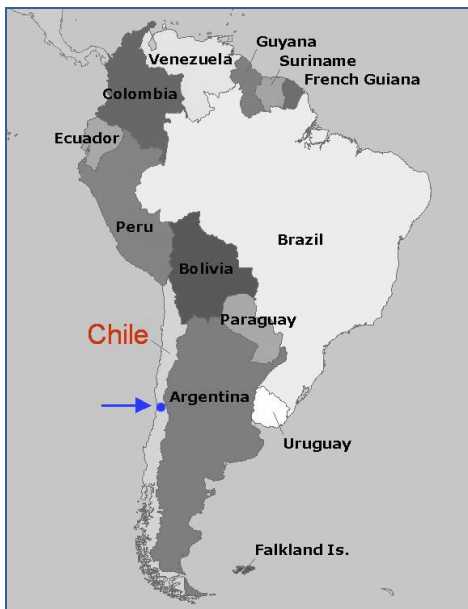 Guyana
Venezuela
Suriname
French Guiana
Colombia
Ecuador
Peru
Brazil
Bolivia
Paraguay
Chile
Argentina
Uruguay
Falkland Is.